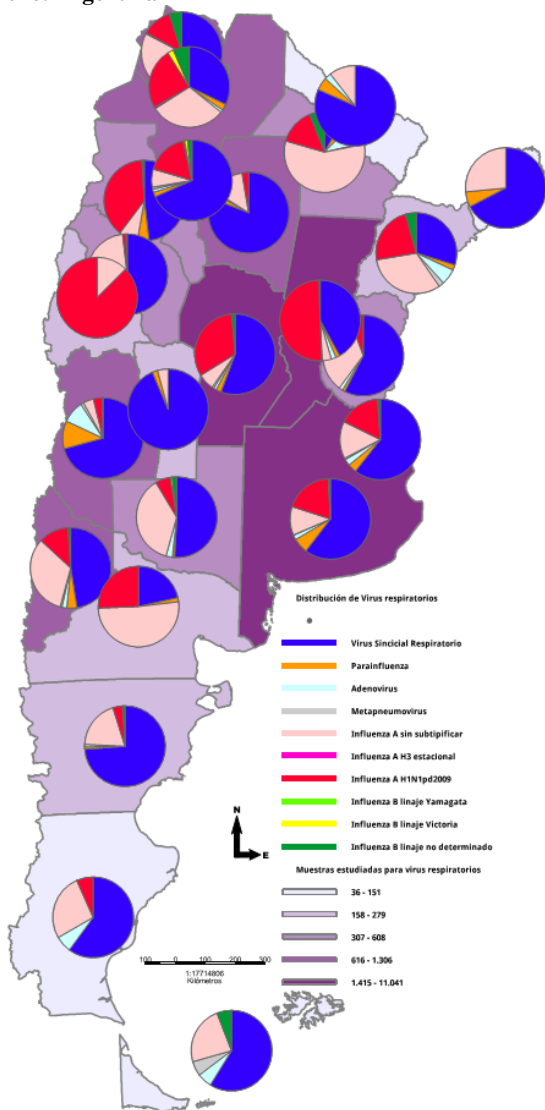 N
E
100 0 100 200 300
1:17714806
Kilómetros
Distribución de Virus respiratorios
Virus Sincicial Respiratorio
Parainfluenza
Adenovirus
Metapneumovirus
Influenza A sin subtipificar
Influenza A H3 estacional
Influenza A H1N1pd2009
Influenza B linaje Yamagata
Influenza B linaje Victoria
Influenza B linaje no determinado
Muestras estudiadas para virus respiratorios
36 - 151
158 - 279
307 - 608
616 - 1.306
1.415 - 11.041